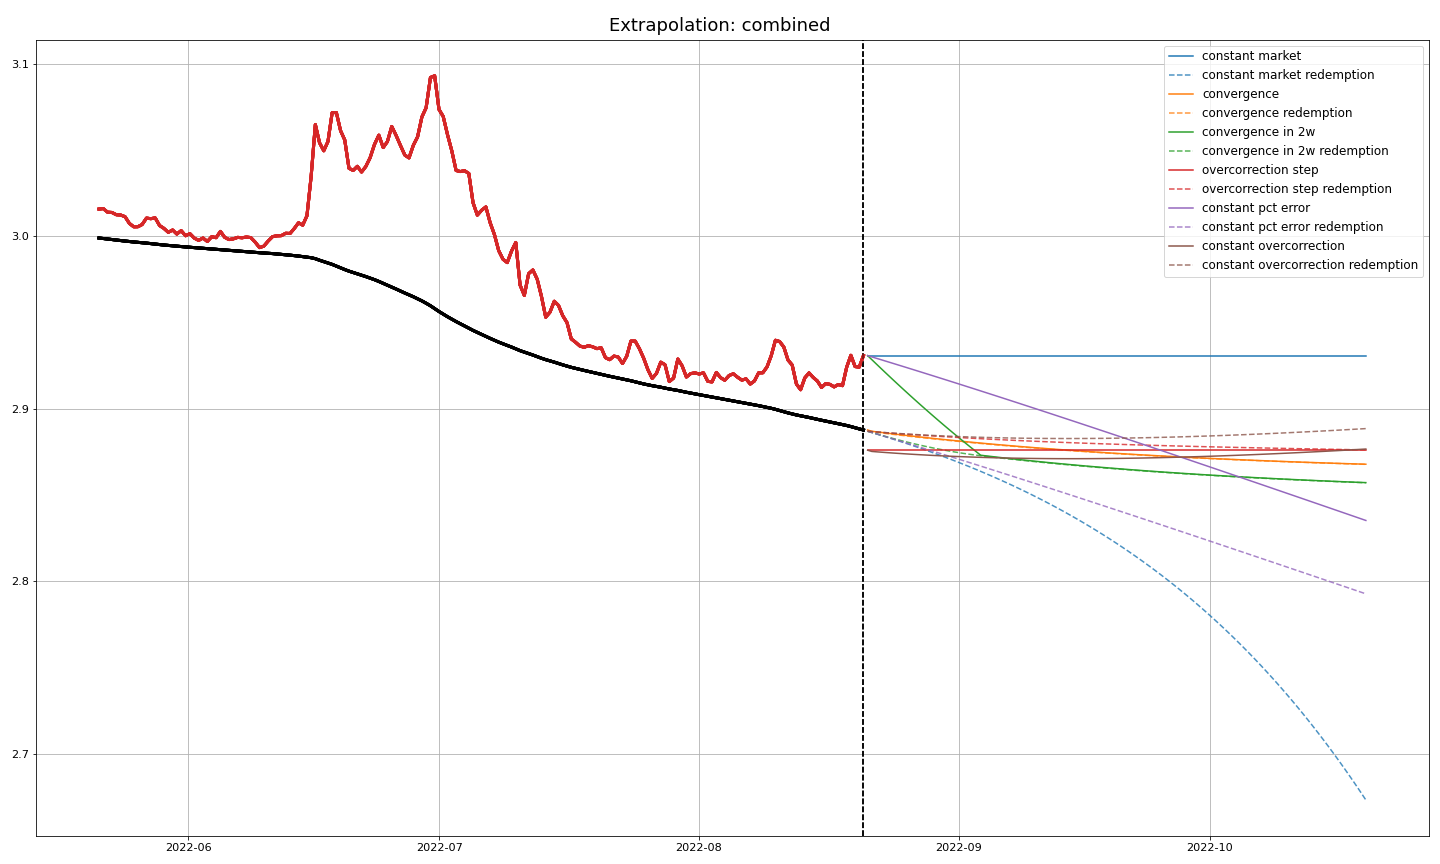 Extrapolation: combined
constant market
constant market redemption
convergence
convergence redemption
convergence in 2w
convergence in 2w redemption
overcorrection step
overcorrection step redemption
constant pct error
constant pct error redemption
constant overcorrection
constant overcorrection redemption
3.1
3.0
2.9
2.8
2.7
2022-06
2022-07
2022-08
2022-09
2022-10